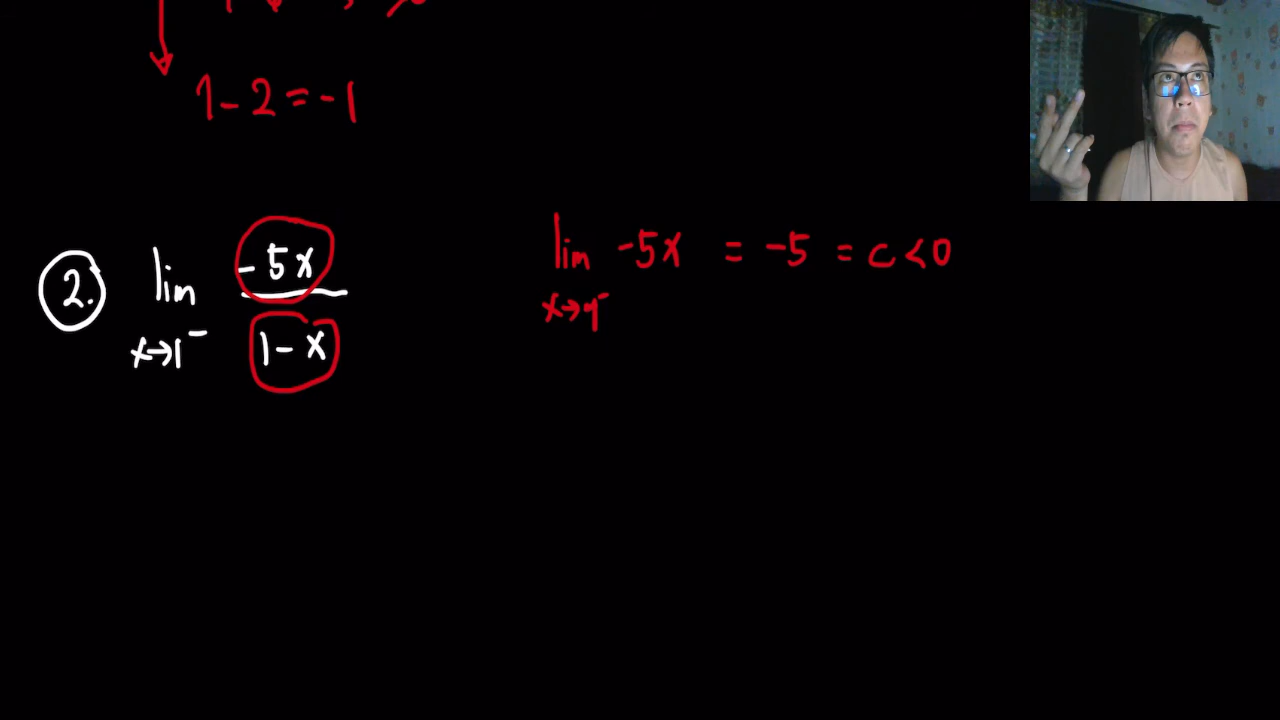 1 - 2 = -1
2. lim -5x / 1 - x
x→1⁻
lim -5x = -5 = c < 0
x→1⁻